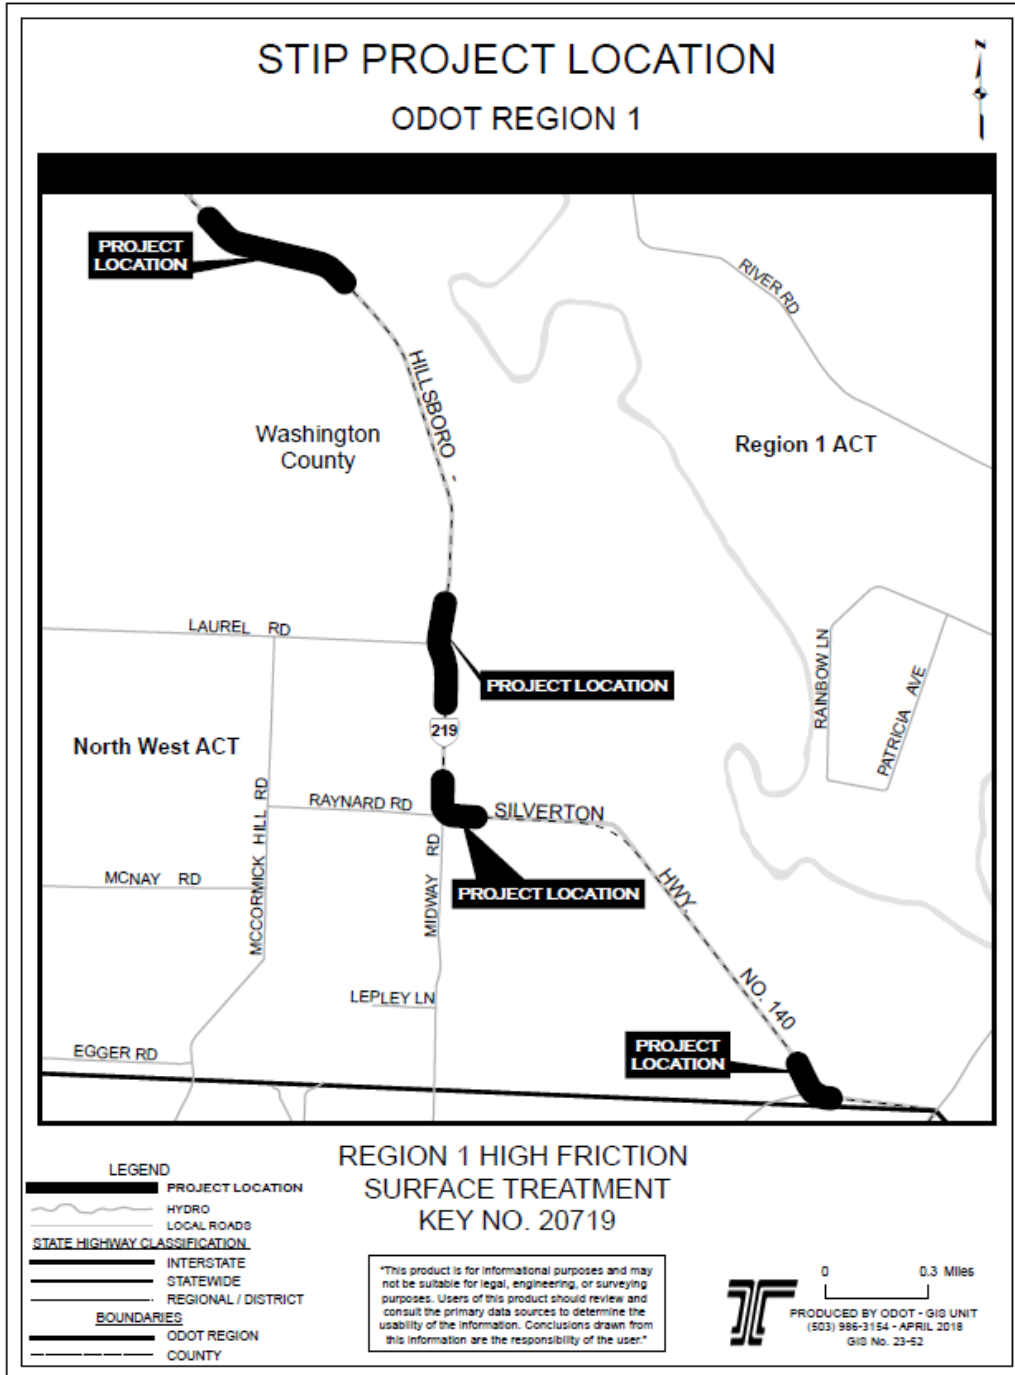 STIP PROJECT LOCATION
ODOT REGION 1
N
PROJECT
LOCATION
RIVER RD
HILLSBORO -
Washington
County
Region 1 ACT
LAUREL RD
PROJECT LOCATION
RAINBOW LN
PATRICIA AVE
219
North West ACT
MCCORMICK HILL RD
RAYNARD RD
SILVERTON
MIDWAY RD
MCNAY RD
PROJECT LOCATION
HWY.
LEPLEY LN
NO. 140
EGGER RD
PROJECT
LOCATION
REGION 1 HIGH FRICTION
SURFACE TREATMENT
KEY NO. 20719
LEGEND
PROJECT LOCATION
HYDRO
LOCAL ROADS
STATE HIGHWAY CLASSIFICATION
INTERSTATE
STATEWIDE
REGIONAL / DISTRICT
BOUNDARIES
ODOT REGION
COUNTY
"This product is for informational purposes and may
not be suitable for legal, engineering, or surveying
purposes. Users of this product should review and
consult the primary data sources to determine the
usability of the information. Conclusions drawn from
this information are the responsibility of the user."
0 0.3 Miles
PRODUCED BY ODOT - GIS UNIT
(503) 986-3154 - APRIL 2018
GIS No. 23-52